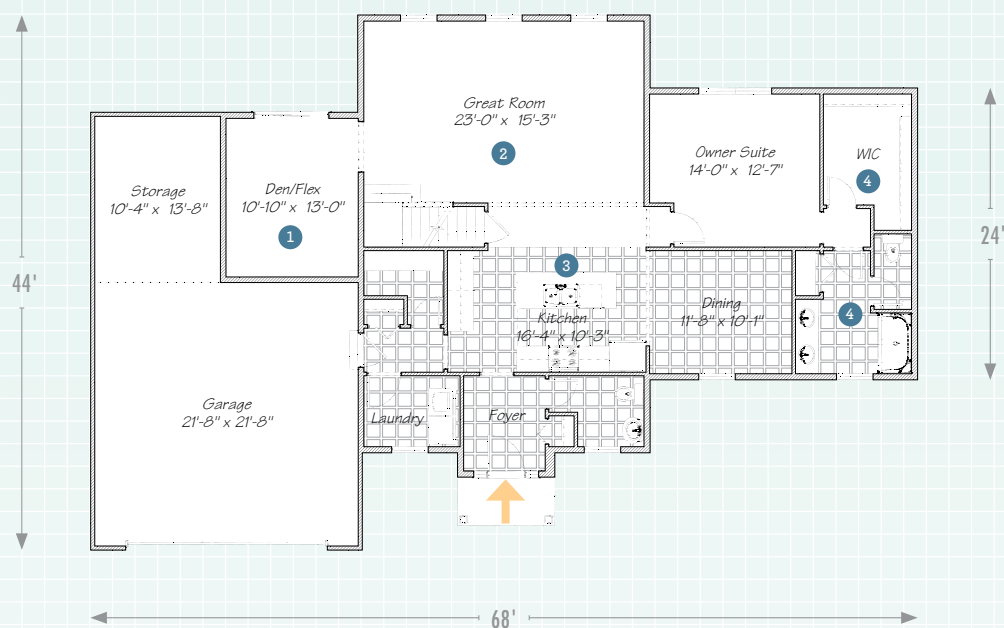 Great Room
23'-0" x 15'-3"
2
Owner Suite
14'-0" x 12'-7"
WIC
4
Storage
10'-4" x 13'-8"
Den/Flex
10'-10" x 13'-0"
1
24'
44'
3
Kitchen
16'-4" x 10'-3"
Dining
11'-8" x 10'-1"
4
Garage
21'-8" x 21'-8"
Laundry
Foyer
68'